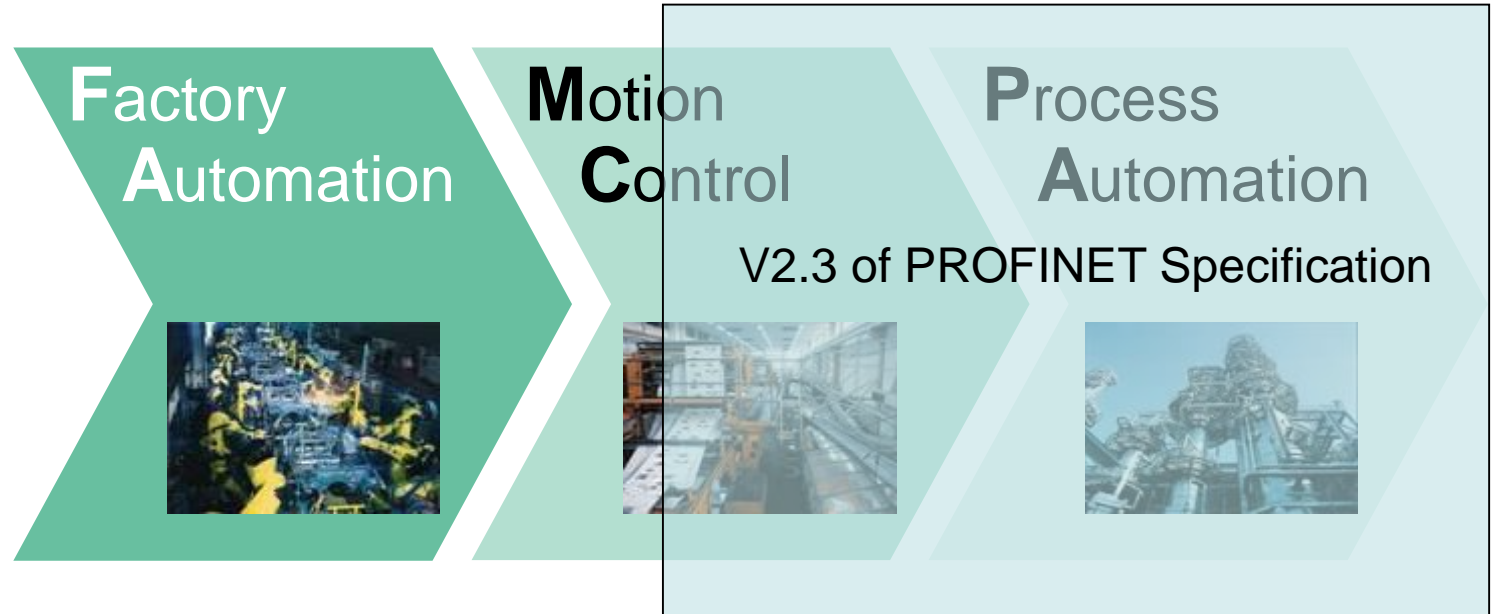 Factory
Automation
Motion
Control
Process
Automation
V2.3 of PROFINET Specification